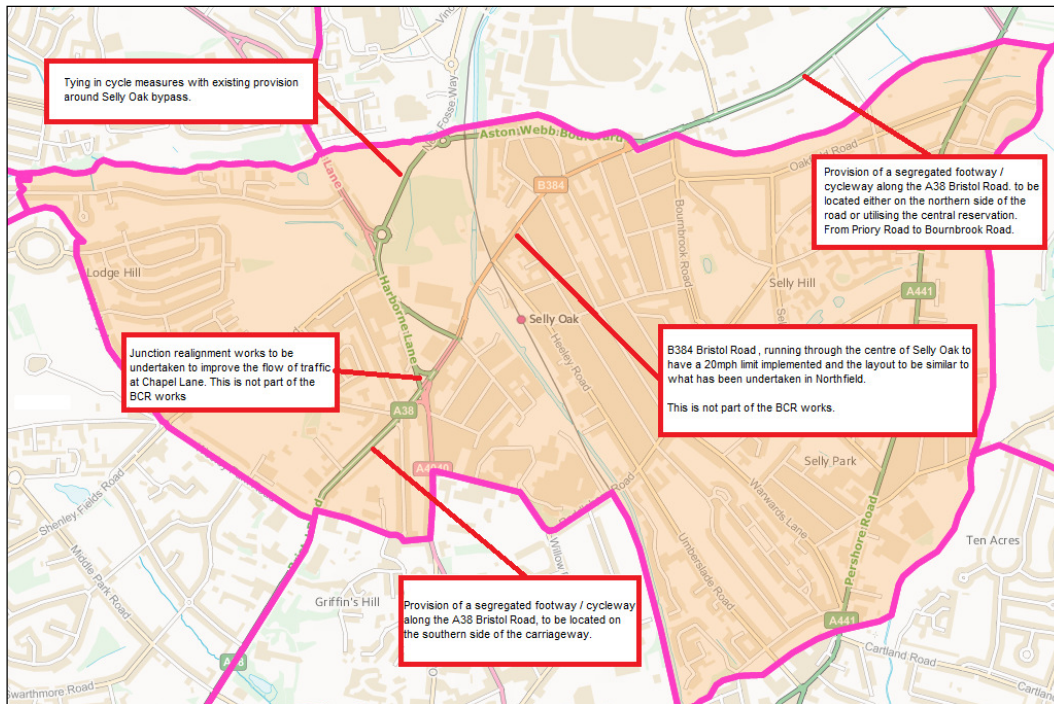 Tying in cycle measures with existing provision
around Selly Oak bypass.
Fosse Way
Aston Webb Boulevard
B384
Oakfield Road
Provision of a segregated footway /
cycleway along the A38 Bristol Road. to be
located either on the northern side of the
road or utilising the central reservation.
From Priory Road to Bournbrook Road.
Lane
Bournbrook Road
Lodge Hill
Selly Hill
A441
Harborne Lane
Selly Oak
Heeley Road
Junction realignment works to be
undertaken to improve the flow of traffic
at Chapel Lane. This is not part of the
BCR works
B384 Bristol Road , running through the centre of Selly Oak to
have a 20mph limit implemented and the layout to be similar to
what has been undertaken in Northfield.
This is not part of the BCR works.
A38
A4040
Selly Park
Warwards Lane
Shenley Fields Road
Middle Park Road
Pershore Road
Ten Acres
Umberslade Road
Willow
Griffin's Hill
Provision of a segregated footway / cycleway
along the A38 Bristol Road, to be located on
the southern side of the carriageway.
A441
Cartland Road
A38
Swarthmore Road
Cartland